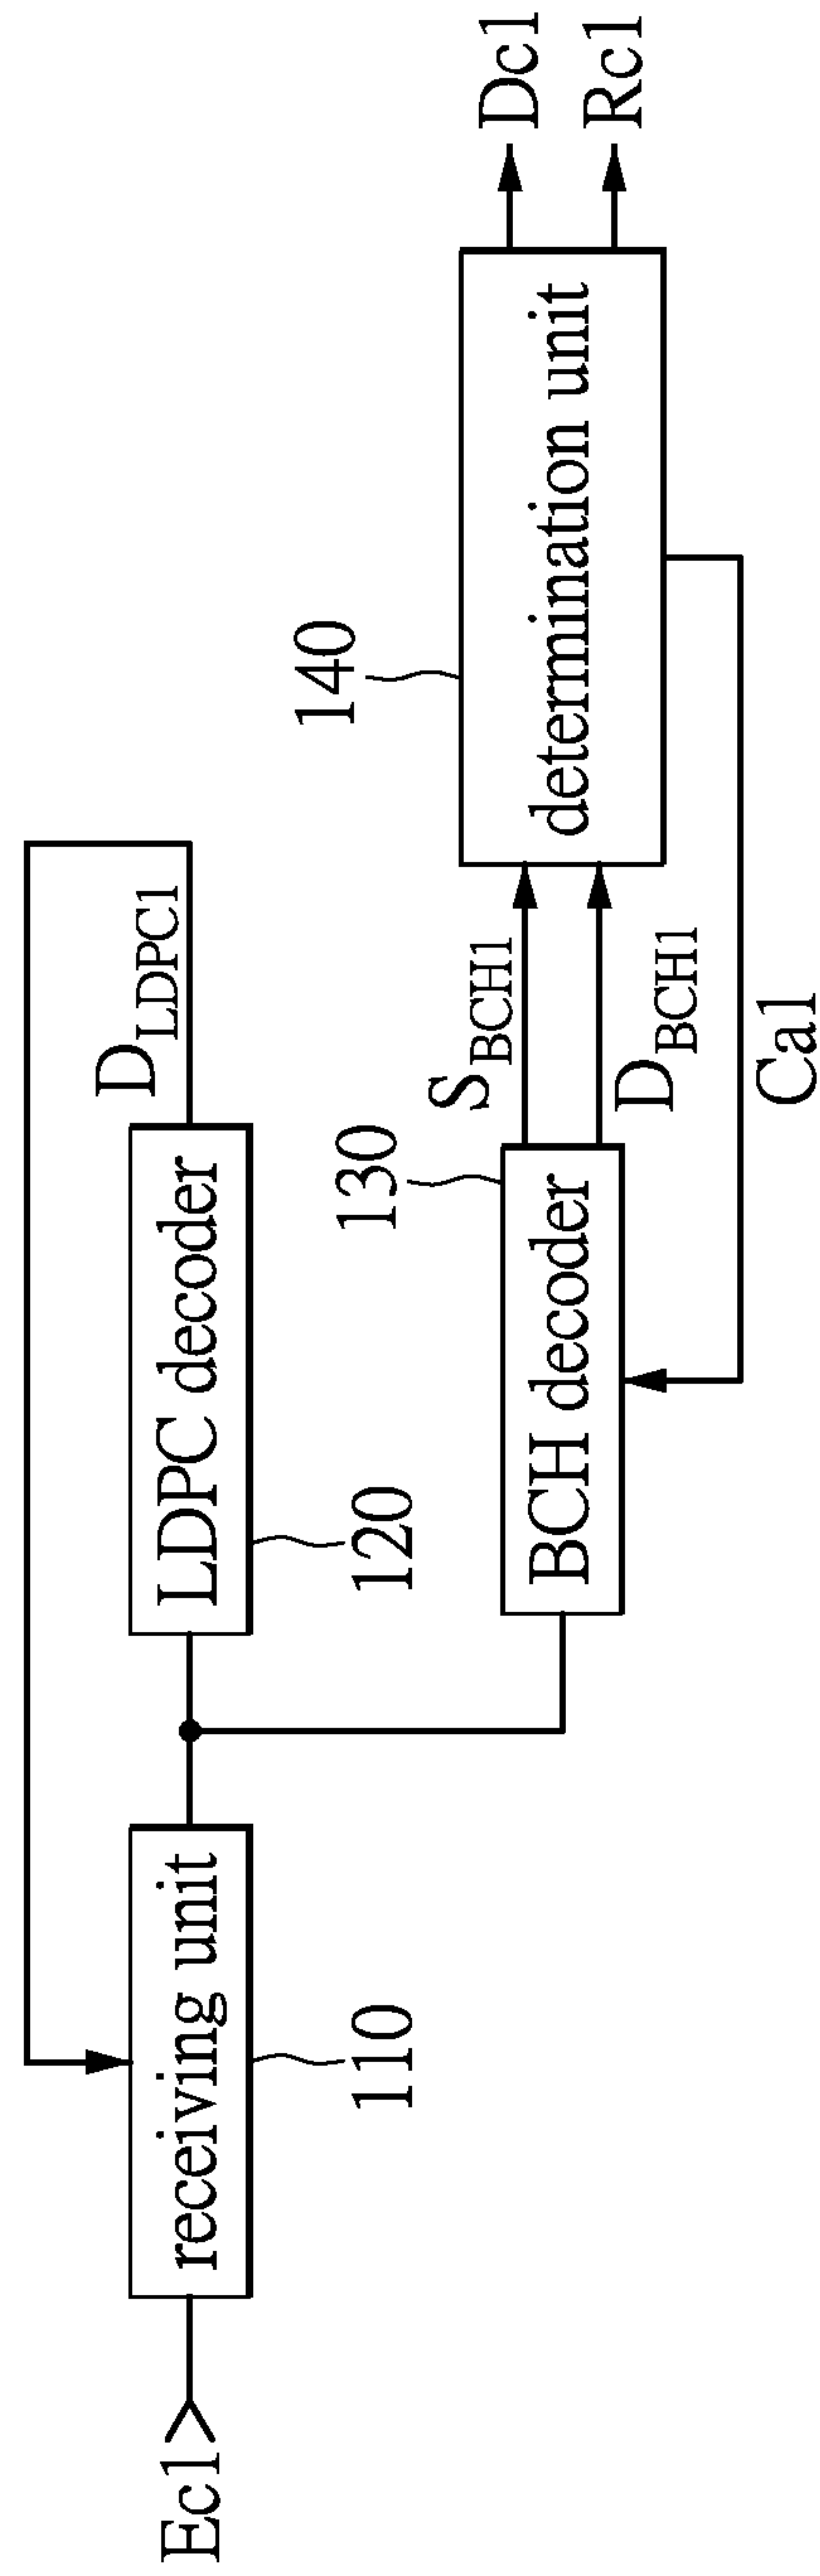 Ec1
receiving unit
110
LDPC decoder
120
D_LDPC1
BCH decoder
130
S_BCH1
D_BCH1
Ca1
determination unit
140
Dc1
Rc1